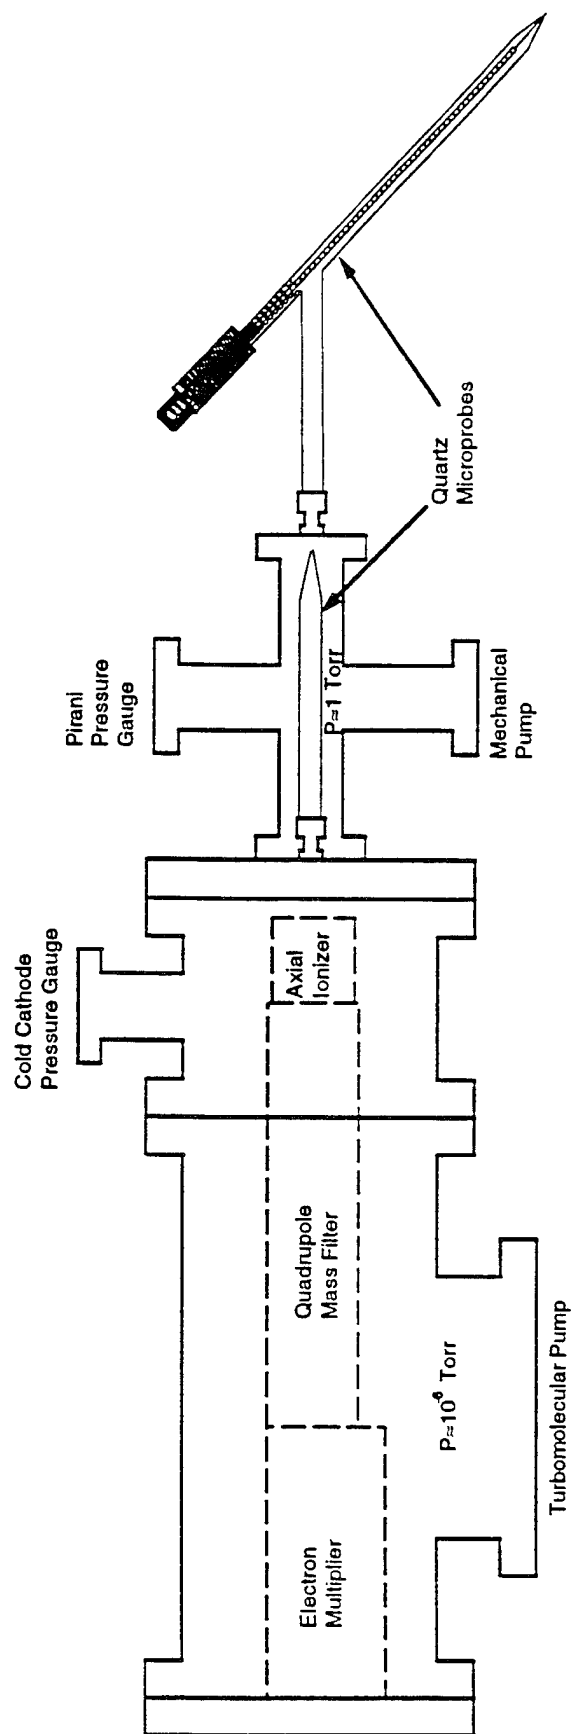 Cold Cathode
Pressure Gauge
Pirani
Pressure
Gauge
Electron
Multiplier
Quadrupole
Mass Filter
Axial
Ionizer
P≈1 Torr
Quartz
Microprobes
P≈10⁻⁶ Torr
Turbomolecular Pump
Mechanical
Pump